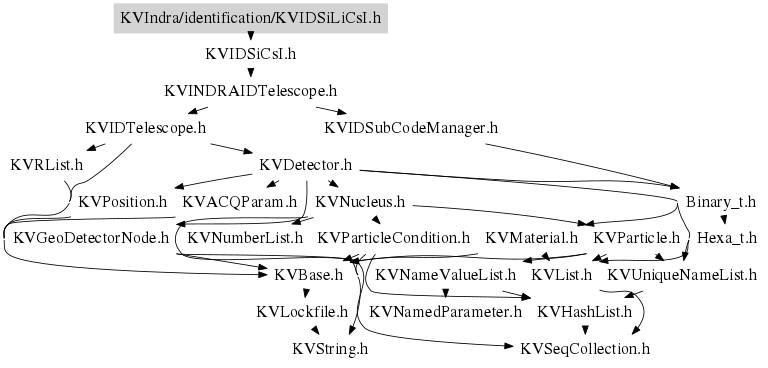 KVIndra/identification/KVIDSiLiCsI.h
KVIDSiCsI.h
KVINDRAIDTelescope.h
KVIDTelescope.h
KVIDSubCodeManager.h
KVRList.h
KVDetector.h
KVPosition.h
KVACQParam.h
KVNucleus.h
Binary_t.h
KVGeoDetectorNode.h
KVNumberList.h
KVParticleCondition.h
KVMaterial.h
KVParticle.h
Hexa_t.h
KVBase.h
KVNameValueList.h
KVList.h
KVUniqueNameList.h
KVLockfile.h
KVNamedParameter.h
KVHashList.h
KVString.h
KVSeqCollection.h